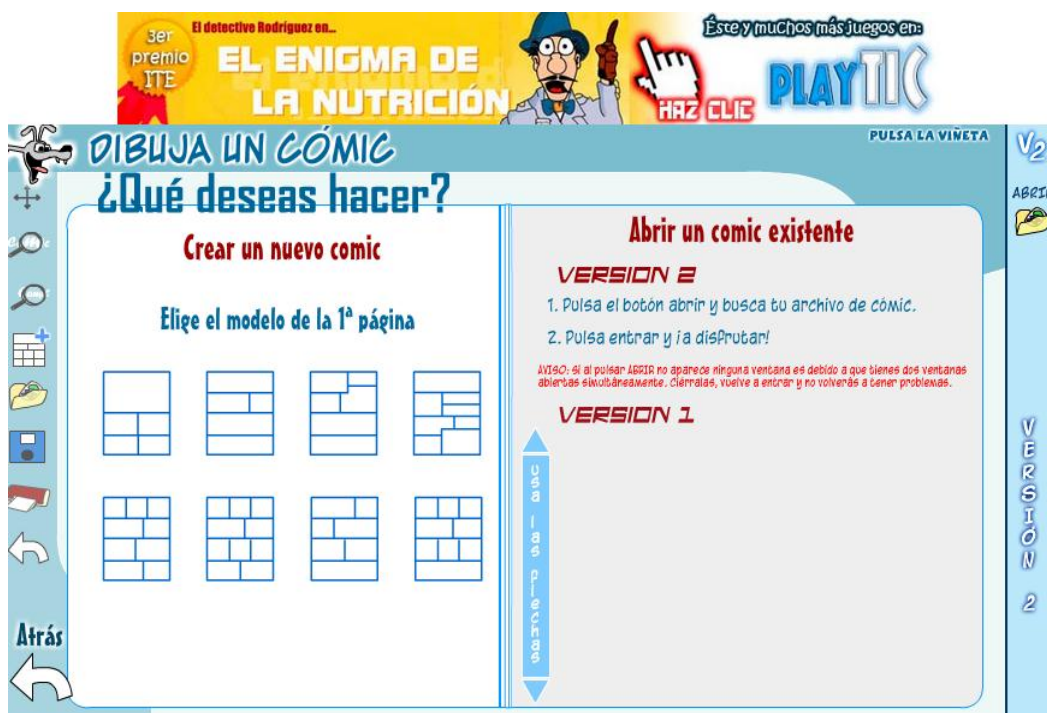 3er
premio
ITE
El detective Rodríguez en...
EL ENIGMA DE
LA NUTRICIÓN
HAZ CLIC
Éste y muchos más juegos en:
PLAYTIC
DIBUJA UN CÓMIC
PULSA LA VIÑETA
V2
¿Qué deseas hacer?
ABRI
Crear un nuevo comic
Elige el modelo de la 1ª página
Abrir un comic existente
VERSION 2
1. Pulsa el botón abrir y busca tu archivo de cómic.
2. Pulsa entrar y ¡a disfrutar!
AVISO: Si al pulsar ABRIR no aparece ninguna ventana es debido a que tienes dos ventanas
abiertas simultáneamente. Ciérralas, vuelve a entrar y no volverás a tener problemas.
VERSION 1
usa las flechas
VERSIÓN 2
Atrás